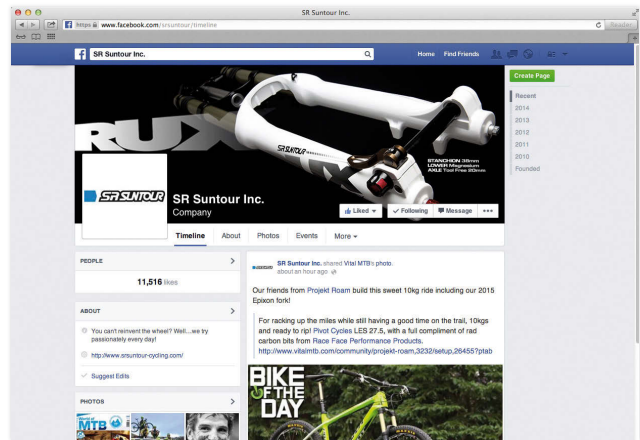 SR Suntour Inc.
https www.facebook.com/srsuntour/timeline
Reader
SR Suntour Inc.
Home Find Friends
Create Page
Recent
2014
2013
2012
2011
2010
Founded
RUX
SR SUNTOUR
STANCHION 38mm
LOWER Magnesium
AXLE Tool Free 20mm
SR SUNTOUR
SR Suntour Inc.
Company
Liked
Following
Message
Timeline About Photos Events More
PEOPLE
11,516 likes
ABOUT
You can't reinvent the wheel? Well...we try
passionately every day!
http://www.srsuntour-cycling.com/
Suggest Edits
PHOTOS
World of
MTB
SR SUNTOUR
SR Suntour Inc. shared Vital MTB's photo.
about an hour ago
Our friends from Projekt Roam build this sweet 10kg ride including our 2015
Epixon fork!
For racking up the miles while still having a good time on the trail, 10kgs
and ready to rip! Pivot Cycles LES 27.5, with a full compliment of rad
carbon bits from Race Face Performance Products.
http://www.vitalmtb.com/community/projekt-roam,3232/setup,26455?ptab
BIKE
OF THE
DAY
MAXXIS